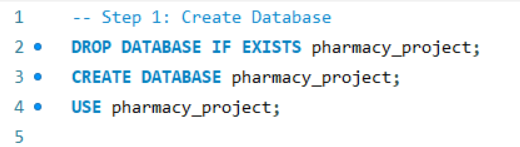 1 -- Step 1: Create Database
2 DROP DATABASE IF EXISTS pharmacy_project;
3 CREATE DATABASE pharmacy_project;
4 USE pharmacy_project;
5